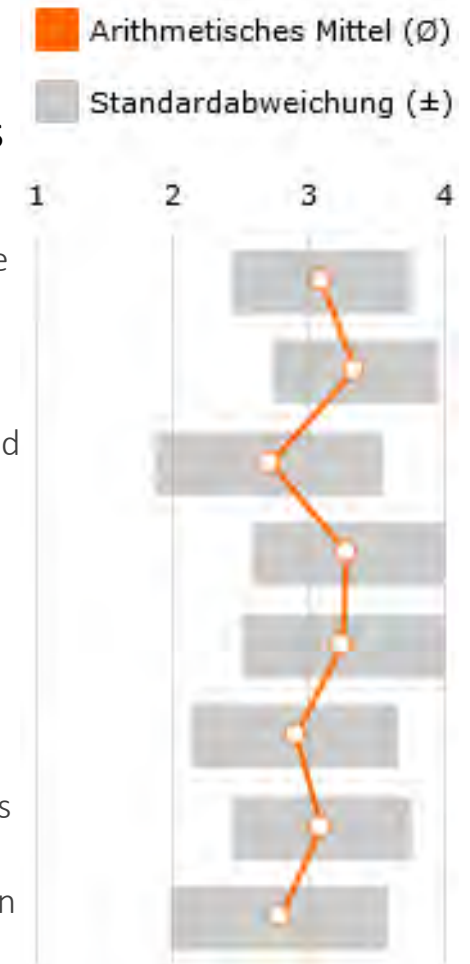 Arithmetisches Mittel (Ø)
Standardabweichung (±)
s
1 2 3 4
e
d
s
n